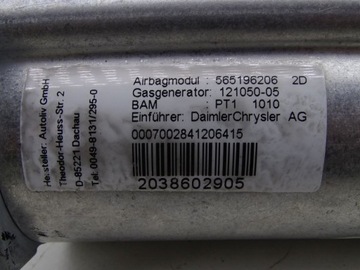 Airbagmodul : 565196206 2D
Gasgenerator: 121050-05
BAM : PT1 1010
Einführer: DaimlerChrysler AG
0007002841206415
2038602905
Hersteller: Autoliv GmbH
Theodor-Heuss-Str. 2
D-85221 Dachau
Tel. 0049-8131/295-0